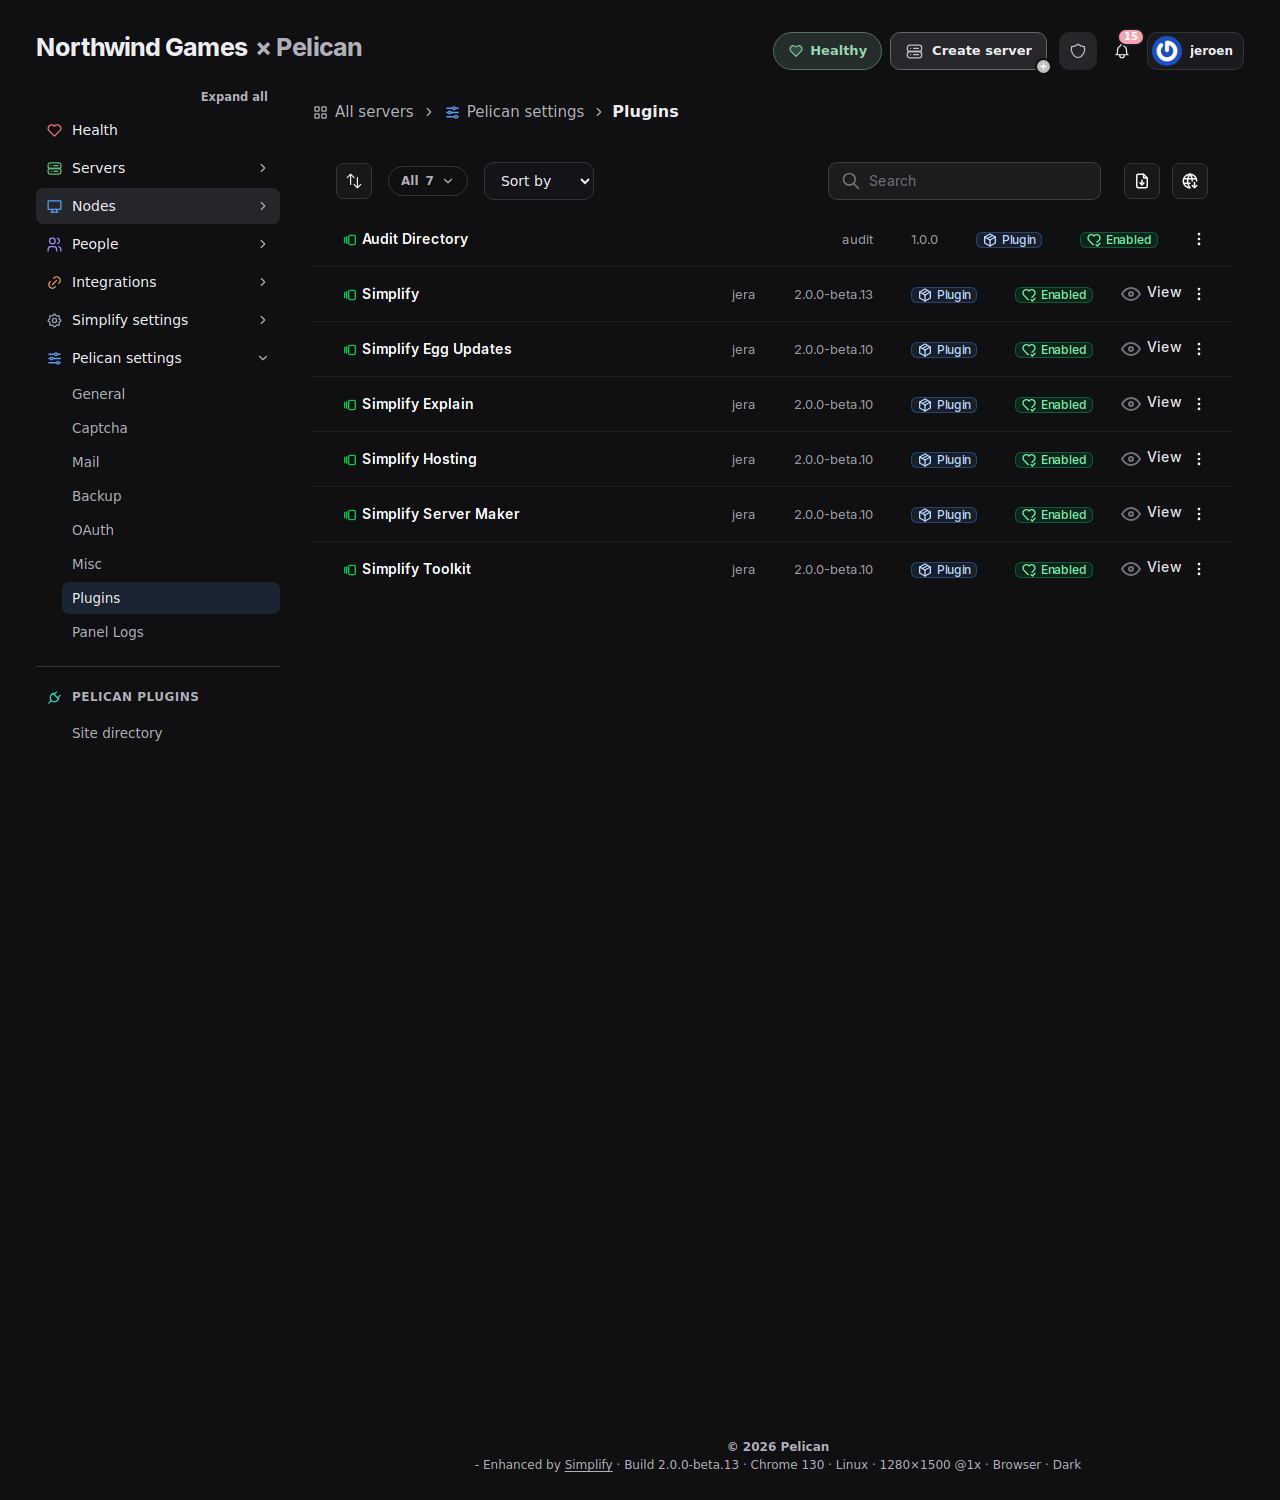 Northwind Games × Pelican
Healthy
Create server
15
jeroen
Expand all
Health
Servers
Nodes
People
Integrations
Simplify settings
Pelican settings
General
Captcha
Mail
Backup
OAuth
Misc
Plugins
Panel Logs
PELICAN PLUGINS
Site directory
All servers > Pelican settings > Plugins
All 7
Sort by
Search
Audit Directory audit 1.0.0 Plugin Enabled
Simplify jera 2.0.0-beta.13 Plugin Enabled View
Simplify Egg Updates jera 2.0.0-beta.10 Plugin Enabled View
Simplify Explain jera 2.0.0-beta.10 Plugin Enabled View
Simplify Hosting jera 2.0.0-beta.10 Plugin Enabled View
Simplify Server Maker jera 2.0.0-beta.10 Plugin Enabled View
Simplify Toolkit jera 2.0.0-beta.10 Plugin Enabled View
© 2026 Pelican
- Enhanced by Simplify · Build 2.0.0-beta.13 · Chrome 130 · Linux · 1280×1500 @1x · Browser · Dark